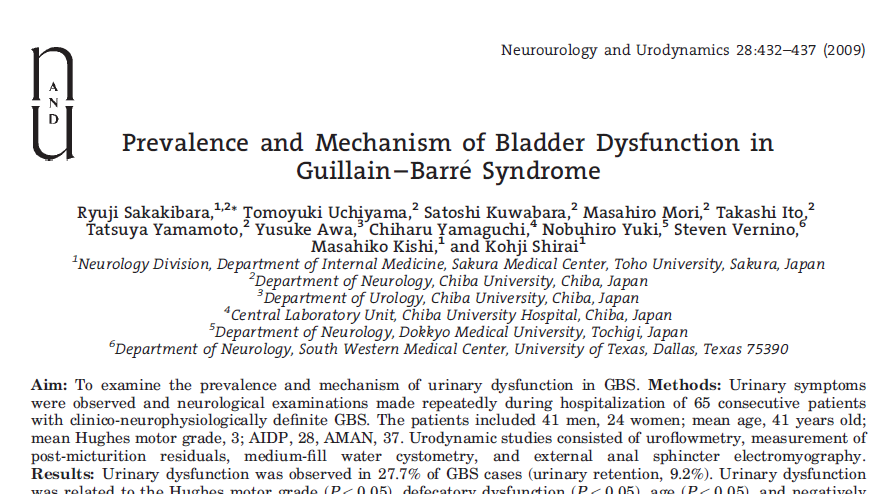 Neurourology and Urodynamics 28:432–437 (2009)
n
AND
u
Prevalence and Mechanism of Bladder Dysfunction in
Guillain–Barré Syndrome
Ryuji Sakakibara,1,2* Tomoyuki Uchiyama,2 Satoshi Kuwabara,2 Masahiro Mori,2 Takashi Ito,2
Tatsuya Yamamoto,2 Yusuke Awa,3 Chiharu Yamaguchi,4 Nobuhiro Yuki,5 Steven Vernino,6
Masahiko Kishi,1 and Kohji Shirai1
1Neurology Division, Department of Internal Medicine, Sakura Medical Center, Toho University, Sakura, Japan
2Department of Neurology, Chiba University, Chiba, Japan
3Department of Urology, Chiba University, Chiba, Japan
4Central Laboratory Unit, Chiba University Hospital, Chiba, Japan
5Department of Neurology, Dokkyo Medical University, Tochigi, Japan
6Department of Neurology, South Western Medical Center, University of Texas, Dallas, Texas 75390
Aim: To examine the prevalence and mechanism of urinary dysfunction in GBS. Methods: Urinary symptoms
were observed and neurological examinations made repeatedly during hospitalization of 65 consecutive patients
with clinico-neurophysiologically definite GBS. The patients included 41 men, 24 women; mean age, 41 years old;
mean Hughes motor grade, 3; AIDP, 28, AMAN, 37. Urodynamic studies consisted of uroflowmetry, measurement of
post-micturition residuals, medium-fill water cystometry, and external anal sphincter electromyography.
Results: Urinary dysfunction was observed in 27.7% of GBS cases (urinary retention, 9.2%). Urinary dysfunction
was related to the Hughes motor grade (P < 0.05), defecatory dysfunction (P < 0.05), age (P < 0.05), and negatively